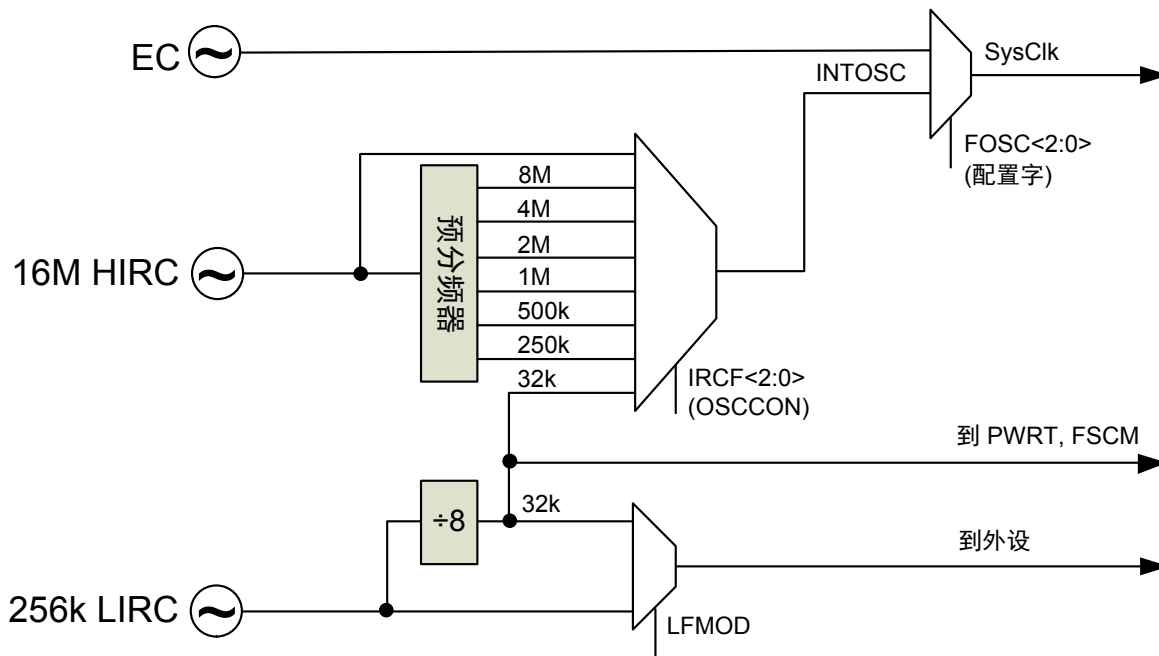 EC
SysClk
INTOSC
FOSC<2:0>
(配置字)
8M
4M
2M
1M
500k
250k
32k
预分频器
16M HIRC
IRCF<2:0>
(OSCCON)
到 PWRT, FSCM
÷8
32k
到外设
256k LIRC
LFMOD